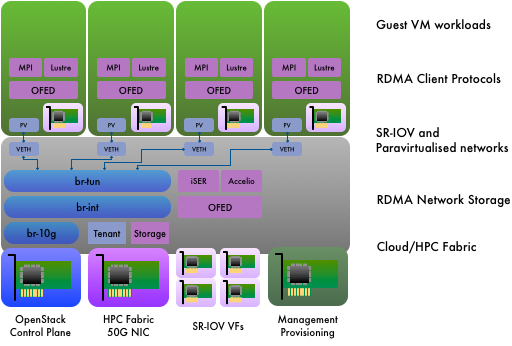 Guest VM workloads
MPI Lustre MPI Lustre MPI Lustre MPI Lustre
RDMA Client Protocols
OFED OFED OFED OFED
PV PV PV PV
SR-IOV and
Paravirtualised networks
VETH VETH VETH VETH
br-tun iSER Accelio
RDMA Network Storage
br-int OFED
br-10g Tenant Storage
Cloud/HPC Fabric
OpenStack
Control Plane
HPC Fabric
50G NIC
SR-IOV VFs
Management
Provisioning